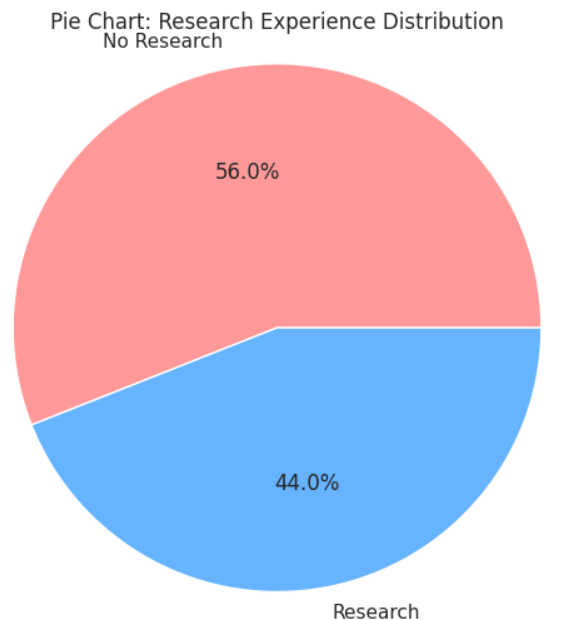 Pie Chart: Research Experience Distribution
No Research
56.0%
44.0%
Research